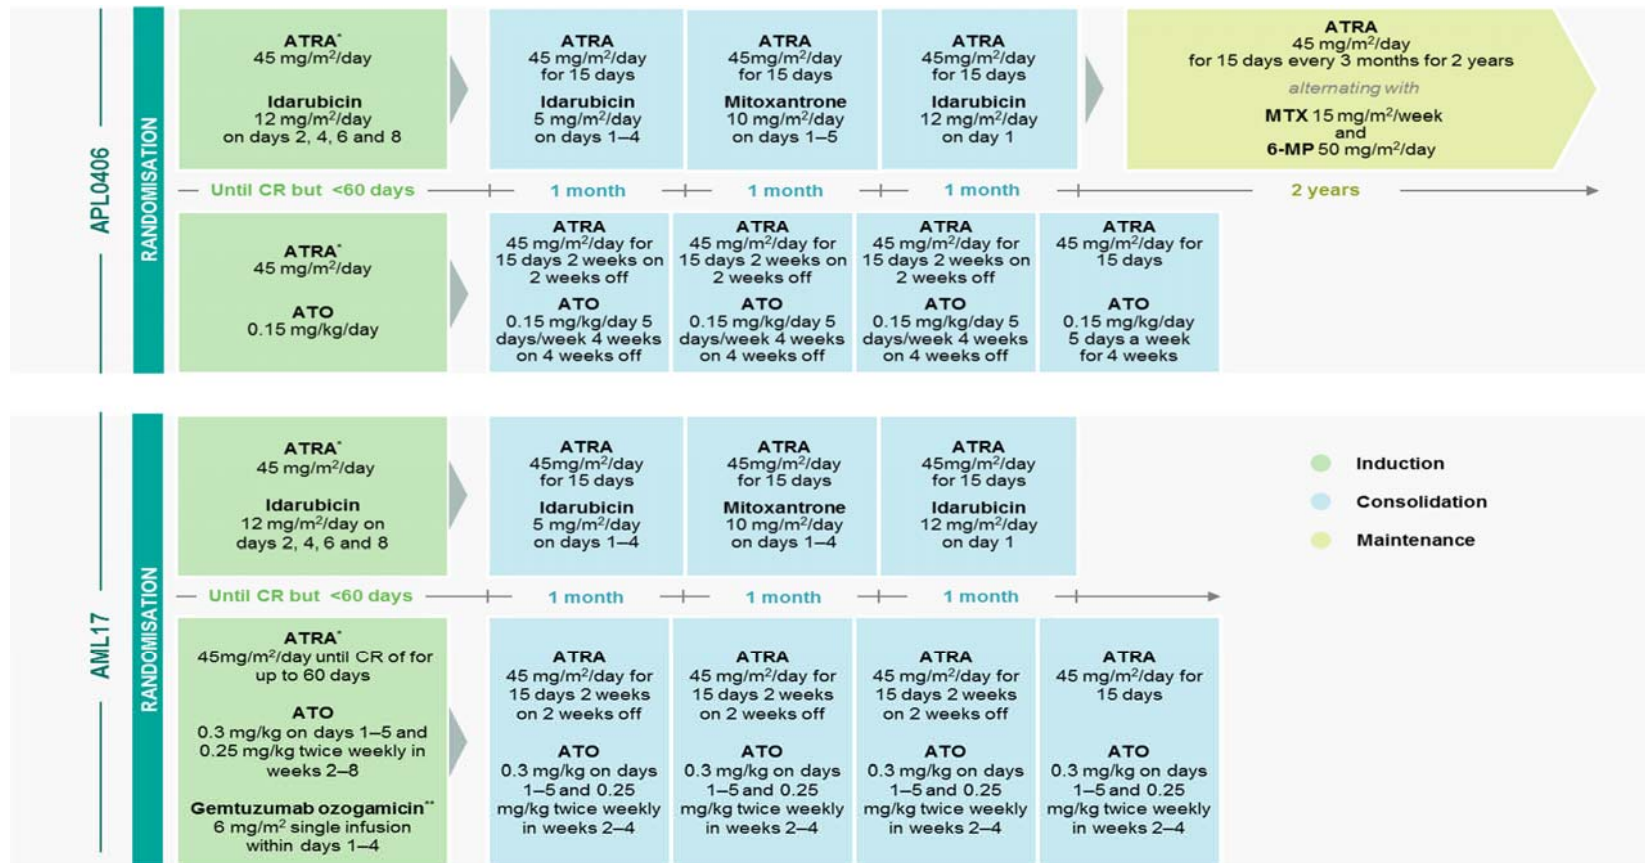 APL0406
RANDOMISATION
ATRA*
45 mg/m²/day
Idarubicin
12 mg/m²/day
on days 2, 4, 6 and 8
ATRA
45 mg/m²/day
for 15 days
Idarubicin
5 mg/m²/day
on days 1–4
ATRA
45mg/m²/day
for 15 days
Mitoxantrone
10 mg/m²/day
on days 1–5
ATRA
45mg/m²/day
for 15 days
Idarubicin
12 mg/m²/day
on day 1
ATRA
45 mg/m²/day
for 15 days every 3 months for 2 years
alternating with
MTX 15 mg/m²/week
and
6-MP 50 mg/m²/day
Until CR but <60 days
1 month
1 month
1 month
2 years
ATRA*
45 mg/m²/day
ATO
0.15 mg/kg/day
ATRA
45 mg/m²/day for
15 days 2 weeks on
2 weeks off
ATO
0.15 mg/kg/day 5
days/week 4 weeks
on 4 weeks off
ATRA
45 mg/m²/day for
15 days 2 weeks on
2 weeks off
ATO
0.15 mg/kg/day 5
days/week 4 weeks
on 4 weeks off
ATRA
45 mg/m²/day for
15 days 2 weeks on
2 weeks off
ATO
0.15 mg/kg/day 5
days/week 4 weeks
on 4 weeks off
ATRA
45 mg/m²/day for
15 days
ATO
0.15 mg/kg/day
5 days a week
for 4 weeks
AML17
RANDOMISATION
ATRA*
45 mg/m²/day
Idarubicin
12 mg/m²/day on
days 2, 4, 6 and 8
ATRA
45mg/m²/day
for 15 days
Idarubicin
5 mg/m²/day
on days 1–4
ATRA
45mg/m²/day
for 15 days
Mitoxantrone
10 mg/m²/day
on days 1–4
ATRA
45mg/m²/day
for 15 days
Idarubicin
12 mg/m²/day
on day 1
Induction
Consolidation
Maintenance
Until CR but <60 days
1 month
1 month
1 month
ATRA*
45mg/m²/day until CR of for
up to 60 days
ATO
0.3 mg/kg on days 1–5 and
0.25 mg/kg twice weekly in
weeks 2–8
Gemtuzumab ozogamicin**
6 mg/m² single infusion
within days 1–4
ATRA
45 mg/m²/day for
15 days 2 weeks
on 2 weeks off
ATO
0.3 mg/kg on days
1–5 and 0.25
mg/kg twice weekly
in weeks 2–4
ATRA
45 mg/m²/day for
15 days 2 weeks
on 2 weeks off
ATO
0.3 mg/kg on days
1–5 and 0.25
mg/kg twice weekly
in weeks 2–4
ATRA
45 mg/m²/day for
15 days 2 weeks
on 2 weeks off
ATO
0.3 mg/kg on days
1–5 and 0.25
mg/kg twice weekly
in weeks 2–4
ATRA
45 mg/m²/day for
15 days
ATO
0.3 mg/kg on days
1–5 and 0.25
mg/kg twice weekly
in weeks 2–4